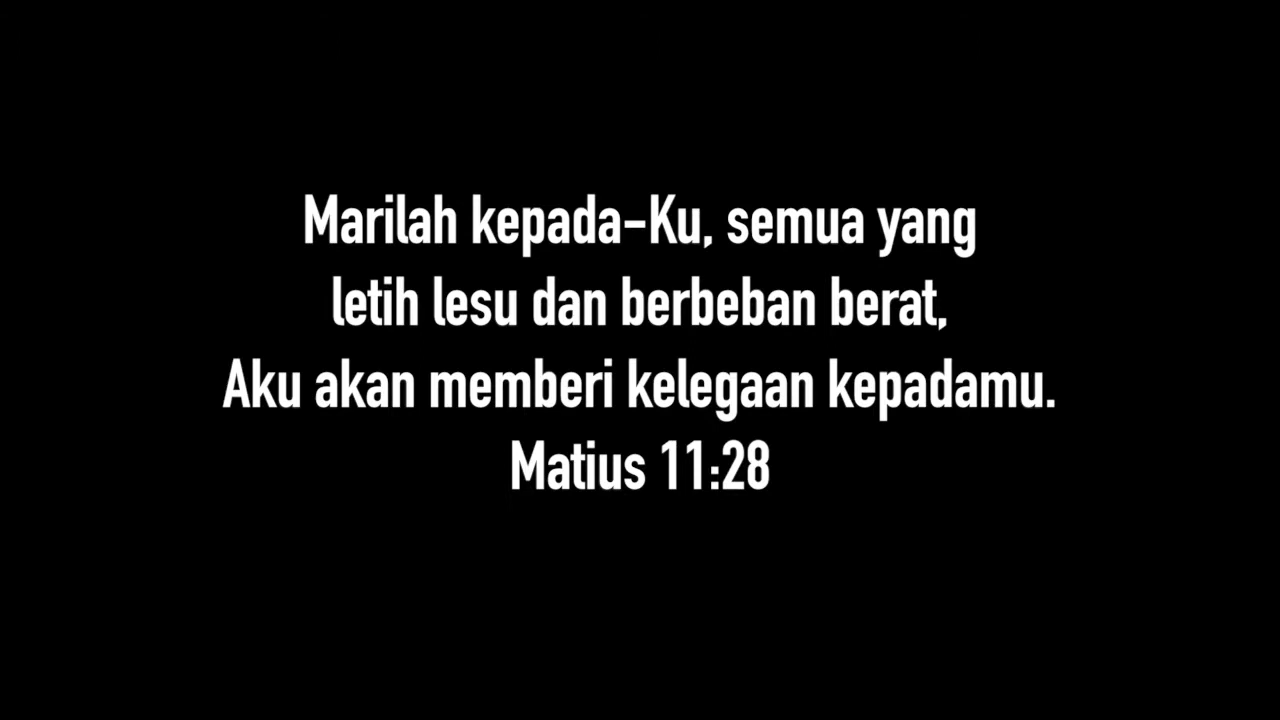 Marilah kepada-Ku, semua yang
letih lesu dan berbeban berat,
Aku akan memberi kelegaan kepadamu.
Matius 11:28